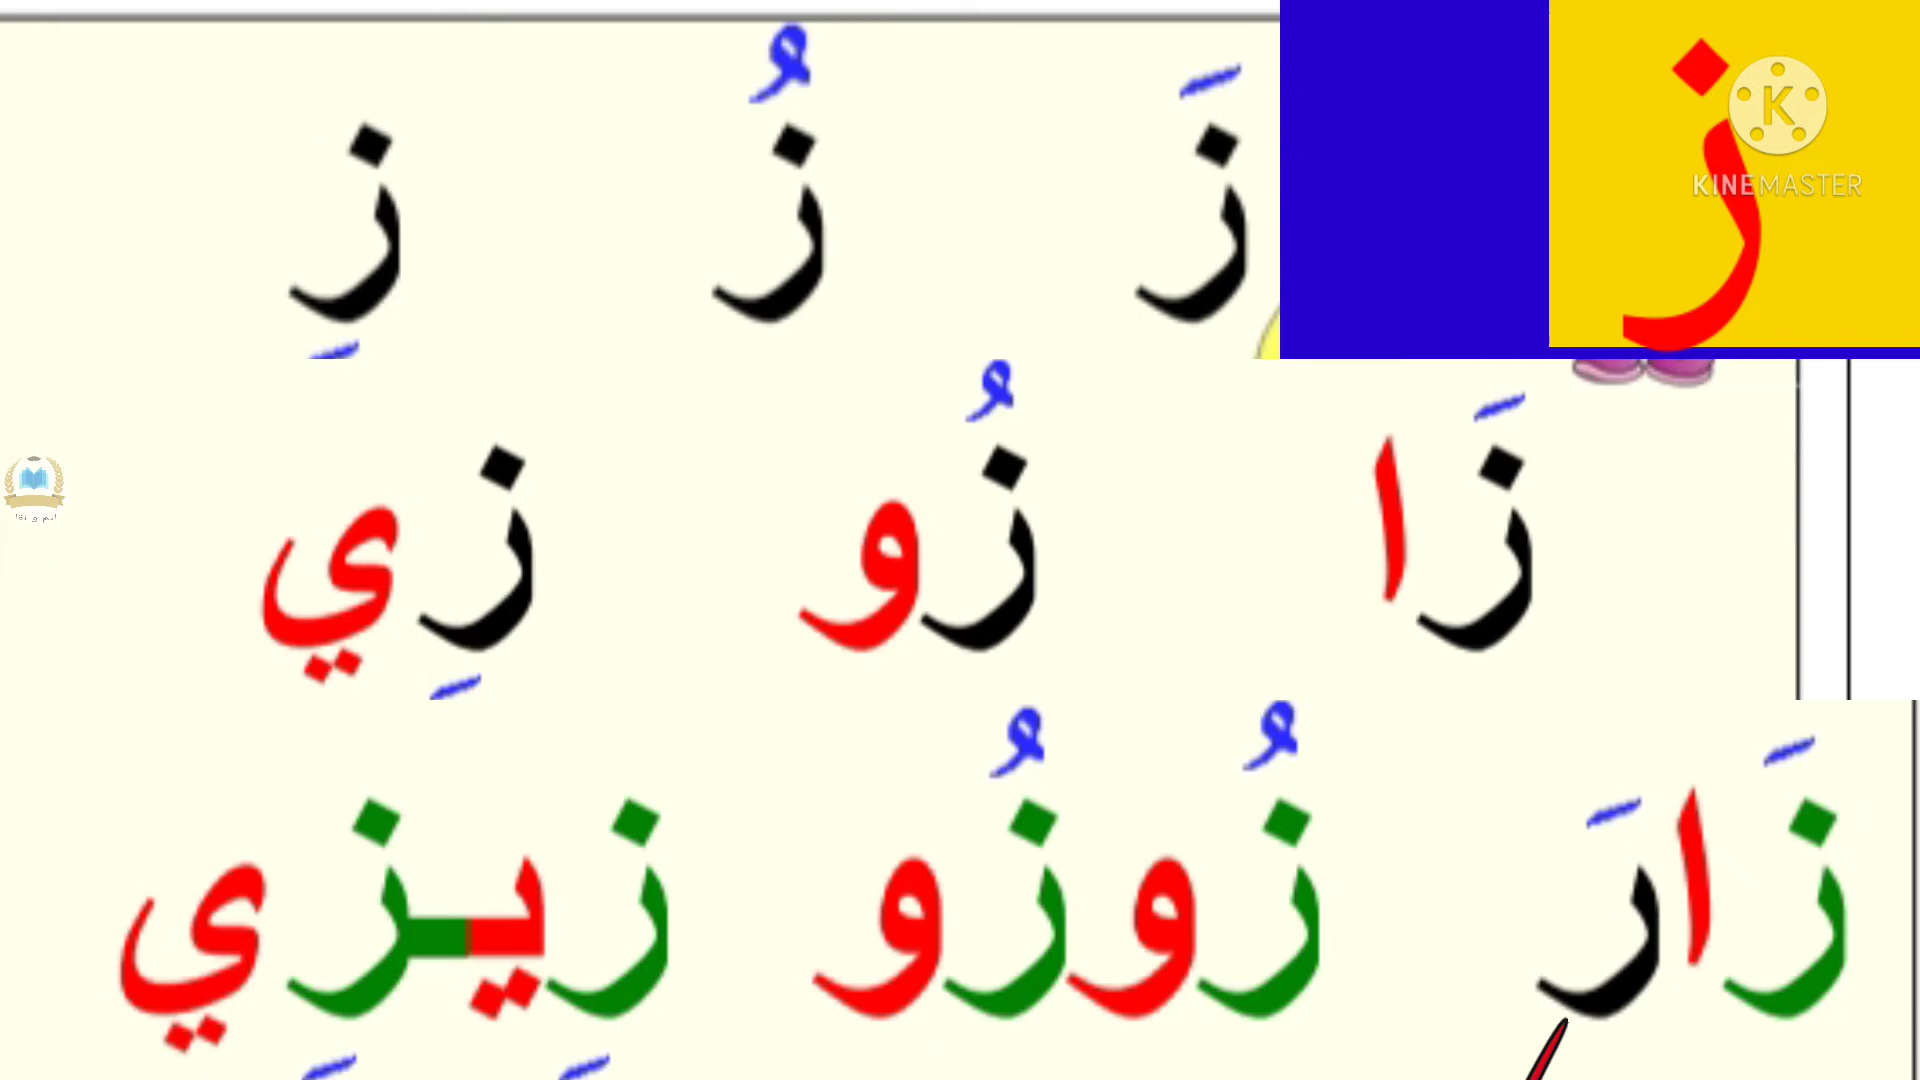 ز
KINEMASTER
زَ زُ زِ
زَا زُو زِي
زَارَ زُوزُو زِيزِي